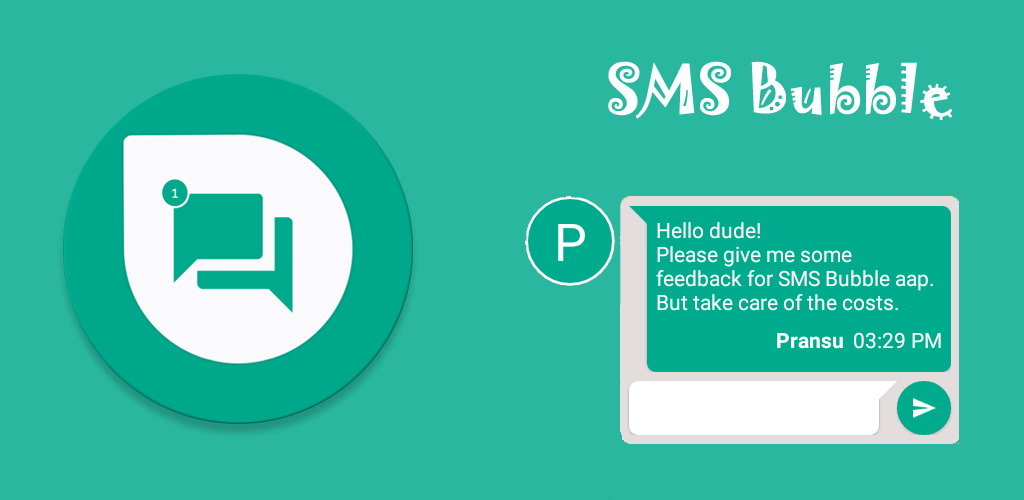 SMS Bubble
1
P
Hello dude!
Please give me some
feedback for SMS Bubble aap.
But take care of the costs.
Pransu 03:29 PM